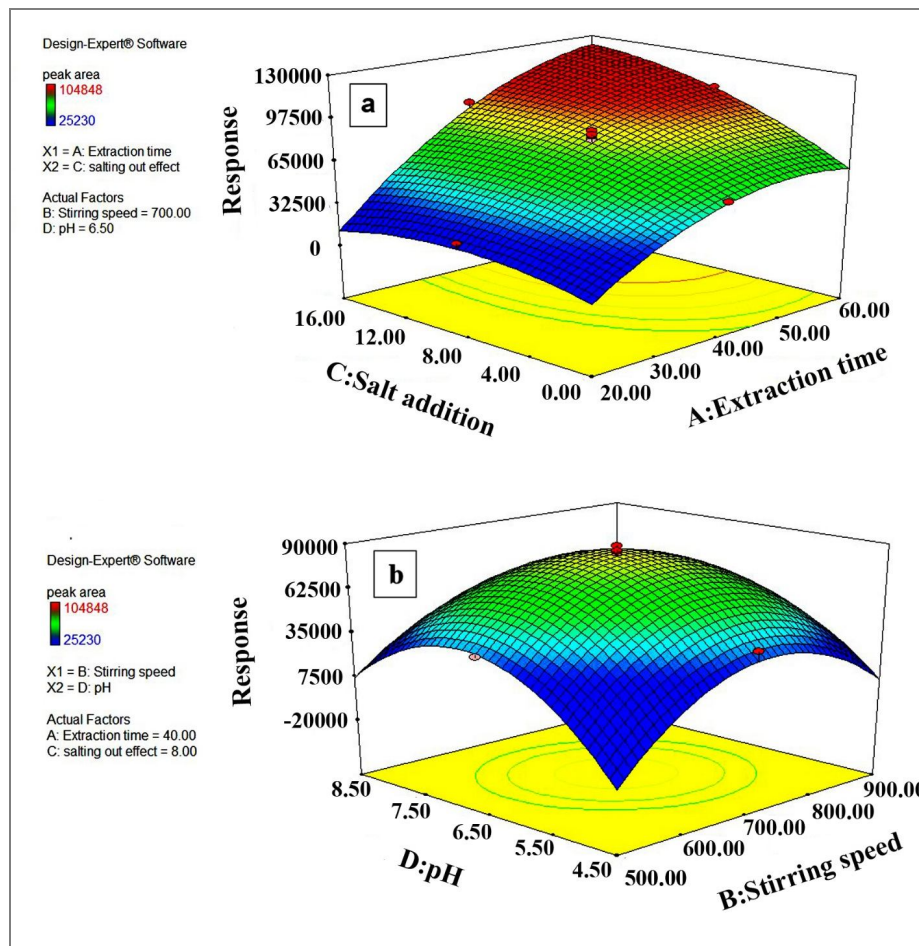 Design-Expert® Software
peak area
104848
25230
X1 = A: Extraction time
X2 = C: salting out effect
Actual Factors
B: Stirring speed = 700.00
D: pH = 6.50
a
Response
130000
97500
65000
32500
0
16.00
12.00
8.00
4.00
0.00
C:Salt addition
20.00
30.00
40.00
50.00
60.00
A:Extraction time
Design-Expert® Software
peak area
104848
25230
X1 = B: Stirring speed
X2 = D: pH
Actual Factors
A: Extraction time = 40.00
C: salting out effect = 8.00
b
Response
90000
62500
35000
7500
-20000
8.50
7.50
6.50
5.50
4.50
D:pH
500.00
600.00
700.00
800.00
900.00
B:Stirring speed